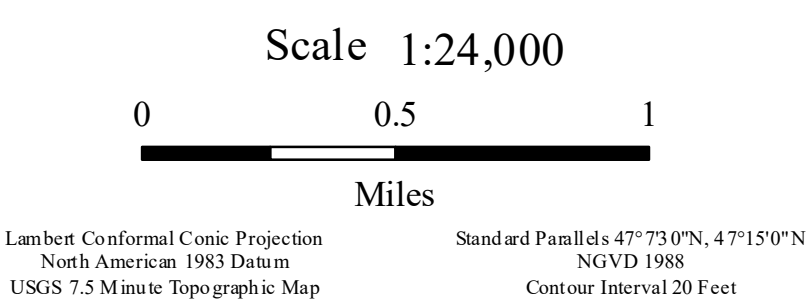 Scale 1:24,000
0 0.5 1
Miles
Lambert Conformal Conic Projection
North American 1983 Datum
USGS 7.5 Minute Topographic Map
Standard Parallels 47°7'30"N, 47°15'0"N
NGVD 1988
Contour Interval 20 Feet